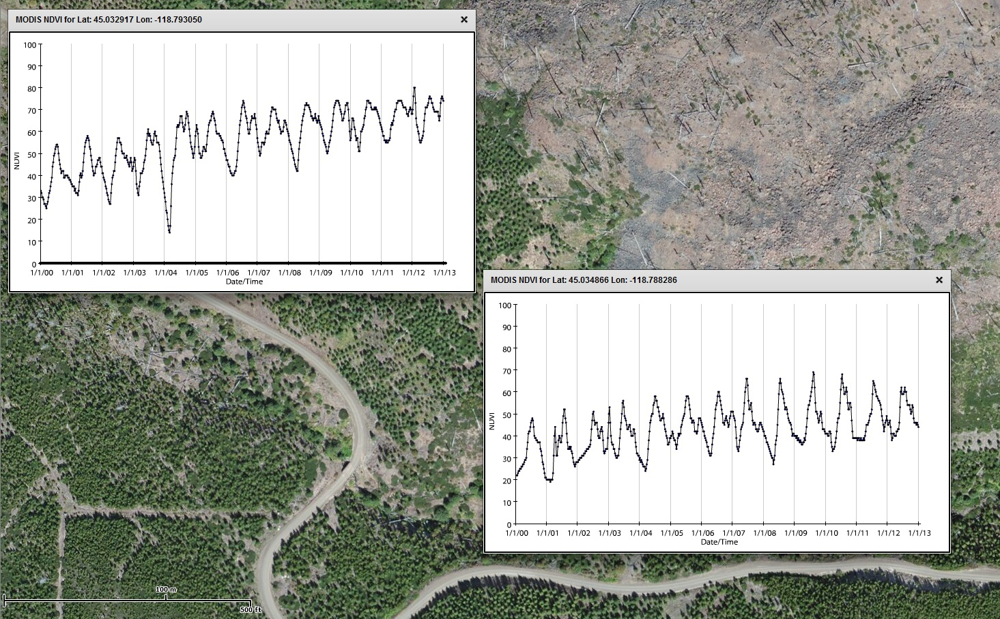 MODIS NDVI for Lat: 45.032917 Lon: -118.793050
100
90
80
70
60
50
40
30
20
10
0
NDVI
1/1/00 1/1/01 1/1/02 1/1/03 1/1/04 1/1/05 1/1/06 1/1/07 1/1/08 1/1/09 1/1/10 1/1/11 1/1/12 1/1/13
Date/Time
MODIS NDVI for Lat: 45.034866 Lon: -118.788286
100
90
80
70
60
50
40
30
20
10
0
NDVI
1/1/00 1/1/01 1/1/02 1/1/03 1/1/04 1/1/05 1/1/06 1/1/07 1/1/08 1/1/09 1/1/10 1/1/11 1/1/12 1/1/13
Date/Time
100 m
500 ft